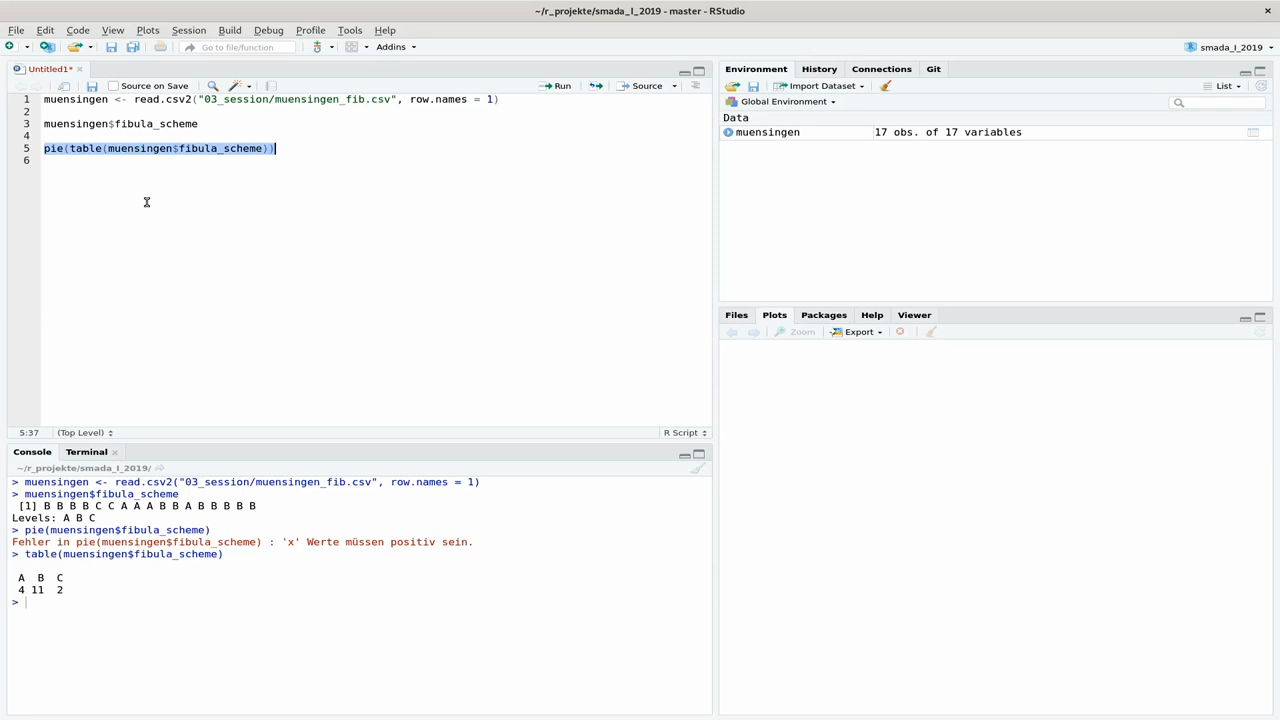 ~/r_projekte/smada_I_2019 - master - RStudio
File Edit Code View Plots Session Build Debug Profile Tools Help
Go to file/function Addins smada_I_2019
Untitled1*
Source on Save Run Source
1 muensingen <- read.csv2("03_session/muensingen_fib.csv", row.names = 1)
2
3 muensingen$fibula_scheme
4
5 pie(table(muensingen$fibula_scheme))
6
5:37 (Top Level) R Script
Console Terminal
~/r_projekte/smada_I_2019/
> muensingen <- read.csv2("03_session/muensingen_fib.csv", row.names = 1)
> muensingen$fibula_scheme
[1] B B B B C C A A A B B A B B B B B
Levels: A B C
> pie(muensingen$fibula_scheme)
Fehler in pie(muensingen$fibula_scheme) : 'x' Werte müssen positiv sein.
> table(muensingen$fibula_scheme)
A B C
4 11 2
>
Environment History Connections Git
Import Dataset List
Global Environment
Data
muensingen 17 obs. of 17 variables
Files Plots Packages Help Viewer
Zoom Export